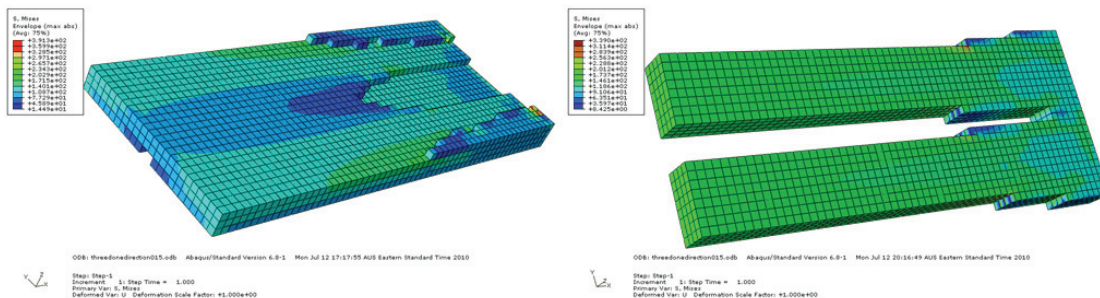 S, Mises
Envelope (max abs)
(Avg: 75%)
+3.913e+02
+3.599e+02
+3.285e+02
+2.971e+02
+2.657e+02
+2.343e+02
+2.029e+02
+1.715e+02
+1.401e+02
+1.087e+02
+7.729e+01
+4.589e+01
+1.449e+01
ODB: threedonedirection015.odb Abaqus/Standard Version 6.8-1 Mon Jul 12 17:17:55 AUS Eastern Standard Time 2010
Y Z X
Step: Step-1
Increment 1: Step Time = 1.000
Primary Var: S, Mises
Deformed Var: U Deformation Scale Factor: +1.000e+00
S, Mises
Envelope (max abs)
(Avg: 75%)
+3.390e+02
+3.114e+02
+2.839e+02
+2.563e+02
+2.288e+02
+2.012e+02
+1.737e+02
+1.461e+02
+1.186e+02
+9.106e+01
+6.351e+01
+3.597e+01
+8.425e+00
ODB: threedonedirection015.odb Abaqus/Standard Version 6.8-1 Mon Jul 12 20:16:49 AUS Eastern Standard Time 2010
Y Z X
Step: Step-1
Increment 1: Step Time = 1.000
Primary Var: S, Mises
Deformed Var: U Deformation Scale Factor: +1.000e+00